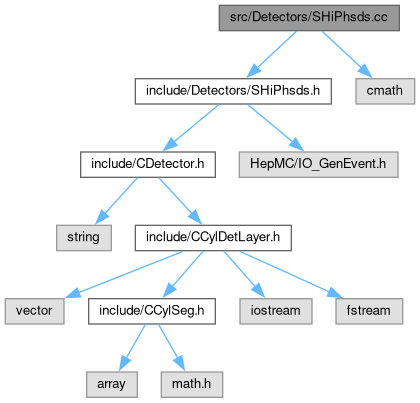 src/Detectors/SHiPhsds.cc
include/Detectors/SHiPhsds.h
cmath
include/CDetector.h
HepMC/IO_GenEvent.h
string
include/CCylDetLayer.h
vector
include/CCylSeg.h
iostream
fstream
array
math.h